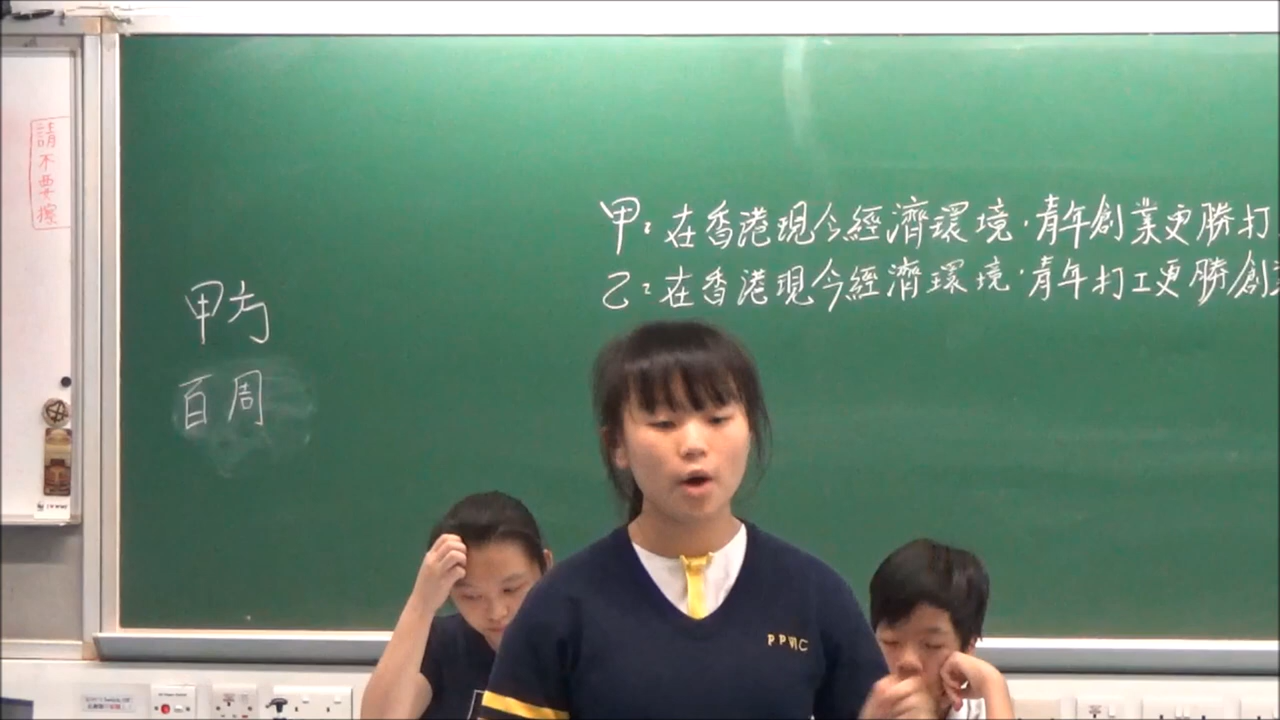 請不要擦
甲：在香港現今經濟環境，青年創業更勝打
乙：在香港現今經濟環境，青年打工更勝創
甲方
百周